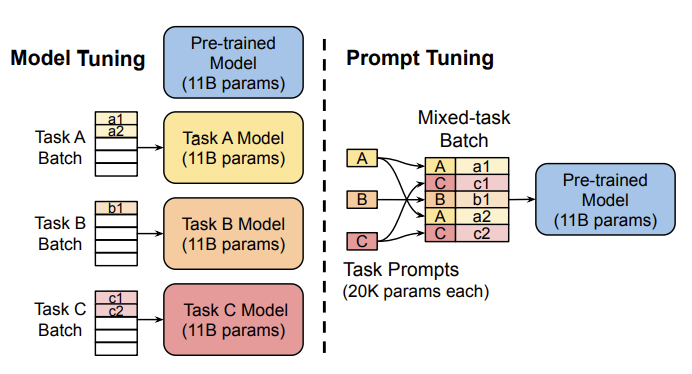 Model Tuning
Pre-trained
Model
(11B params)
Task A
Batch
a1
a2
Task A Model
(11B params)
Task B
Batch
b1
Task B Model
(11B params)
Task C
Batch
c1
c2
Task C Model
(11B params)
Prompt Tuning
Mixed-task
Batch
A
B
C
A a1
C c1
B b1
A a2
C c2
Task Prompts
(20K params each)
Pre-trained
Model
(11B params)